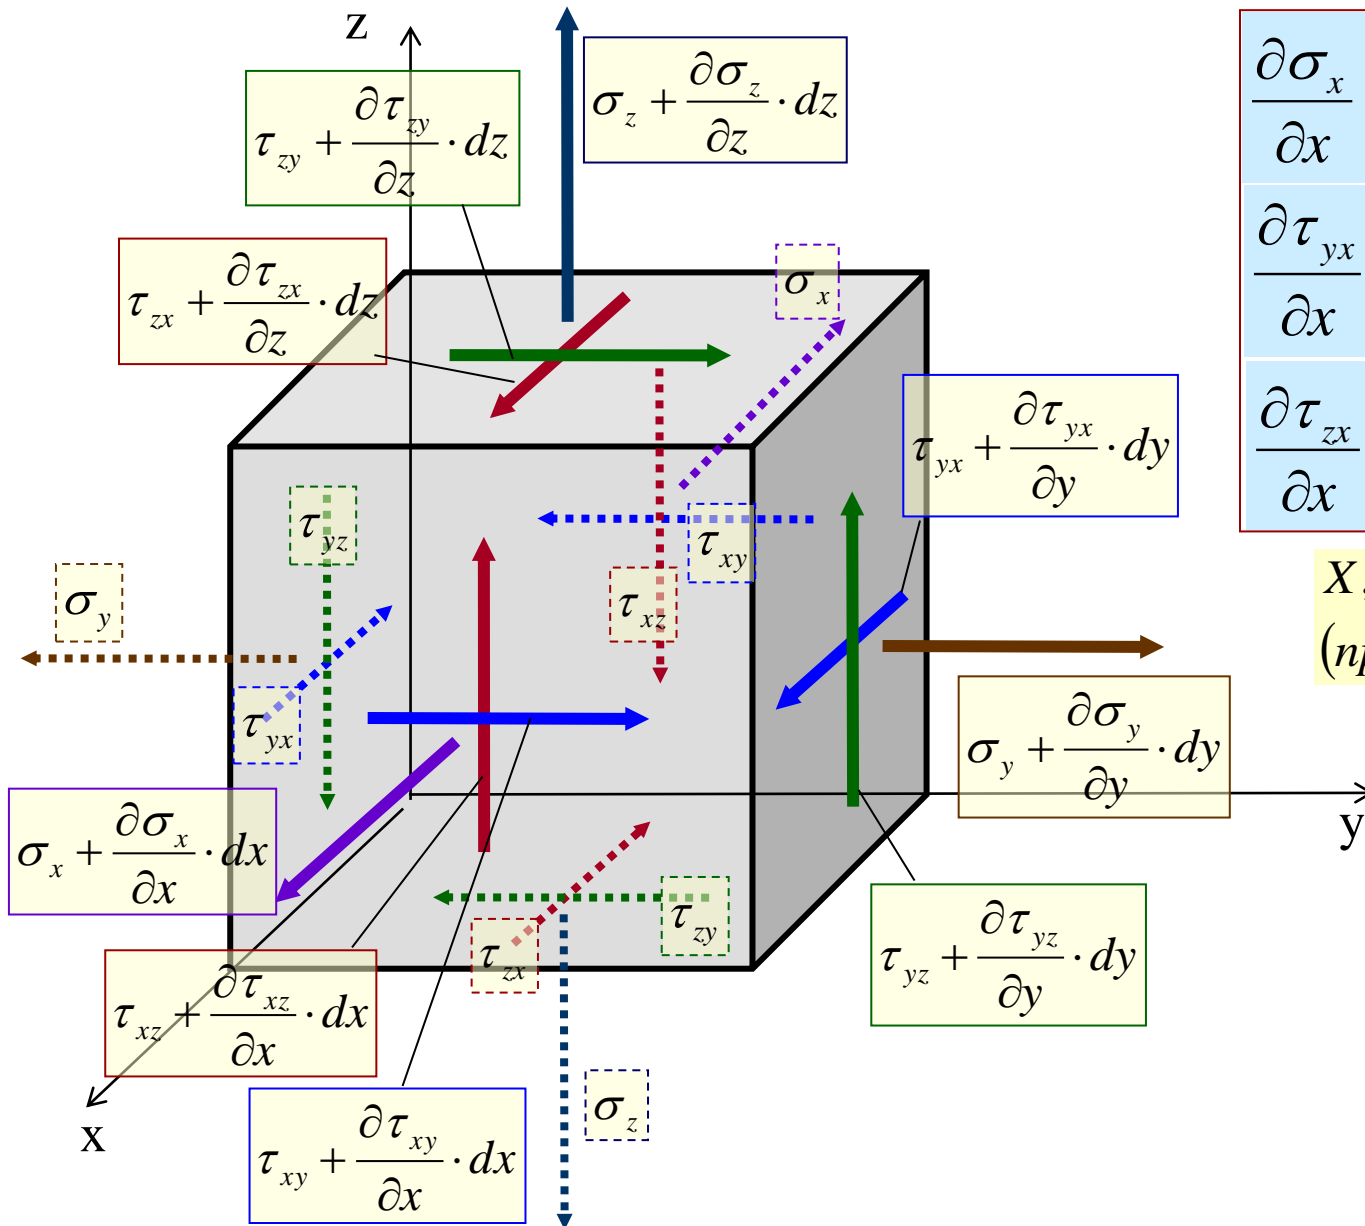 z
σ_z + ∂σ_z/∂z · dz
∂σ_x/∂x
τ_zy + ∂τ_zy/∂z · dz
∂τ_yx/∂x
τ_zx + ∂τ_zx/∂z · dz
σ_x
τ_yx + ∂τ_yx/∂y · dy
∂τ_zx/∂x
τ_yz
τ_xy
σ_y
τ_xz
X
(np
τ_yx
σ_y + ∂σ_y/∂y · dy
y
σ_x + ∂σ_x/∂x · dx
τ_zy
τ_zx
τ_yz + ∂τ_yz/∂y · dy
τ_xz + ∂τ_xz/∂x · dx
σ_z
x
τ_xy + ∂τ_xy/∂x · dx